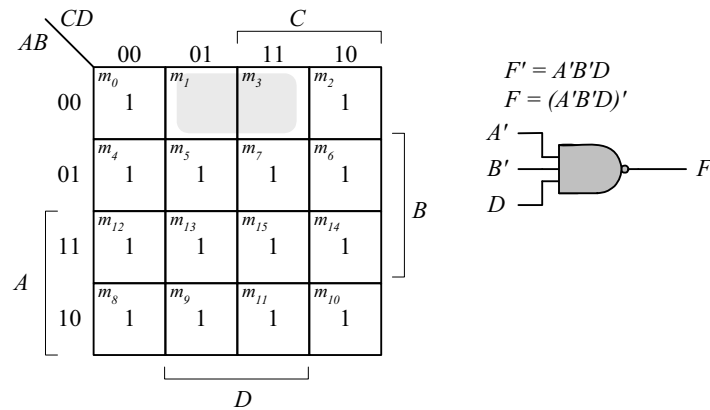 CD
C
AB
00 01 11 10
m0 m1 m3 m2
00 1 1
m4 m5 m7 m6
01 1 1 1 1
B
m12 m13 m15 m14
11 1 1 1 1
A
m8 m9 m11 m10
10 1 1 1 1
D
F' = A'B'D
F = (A'B'D)'
A'
B' F
D